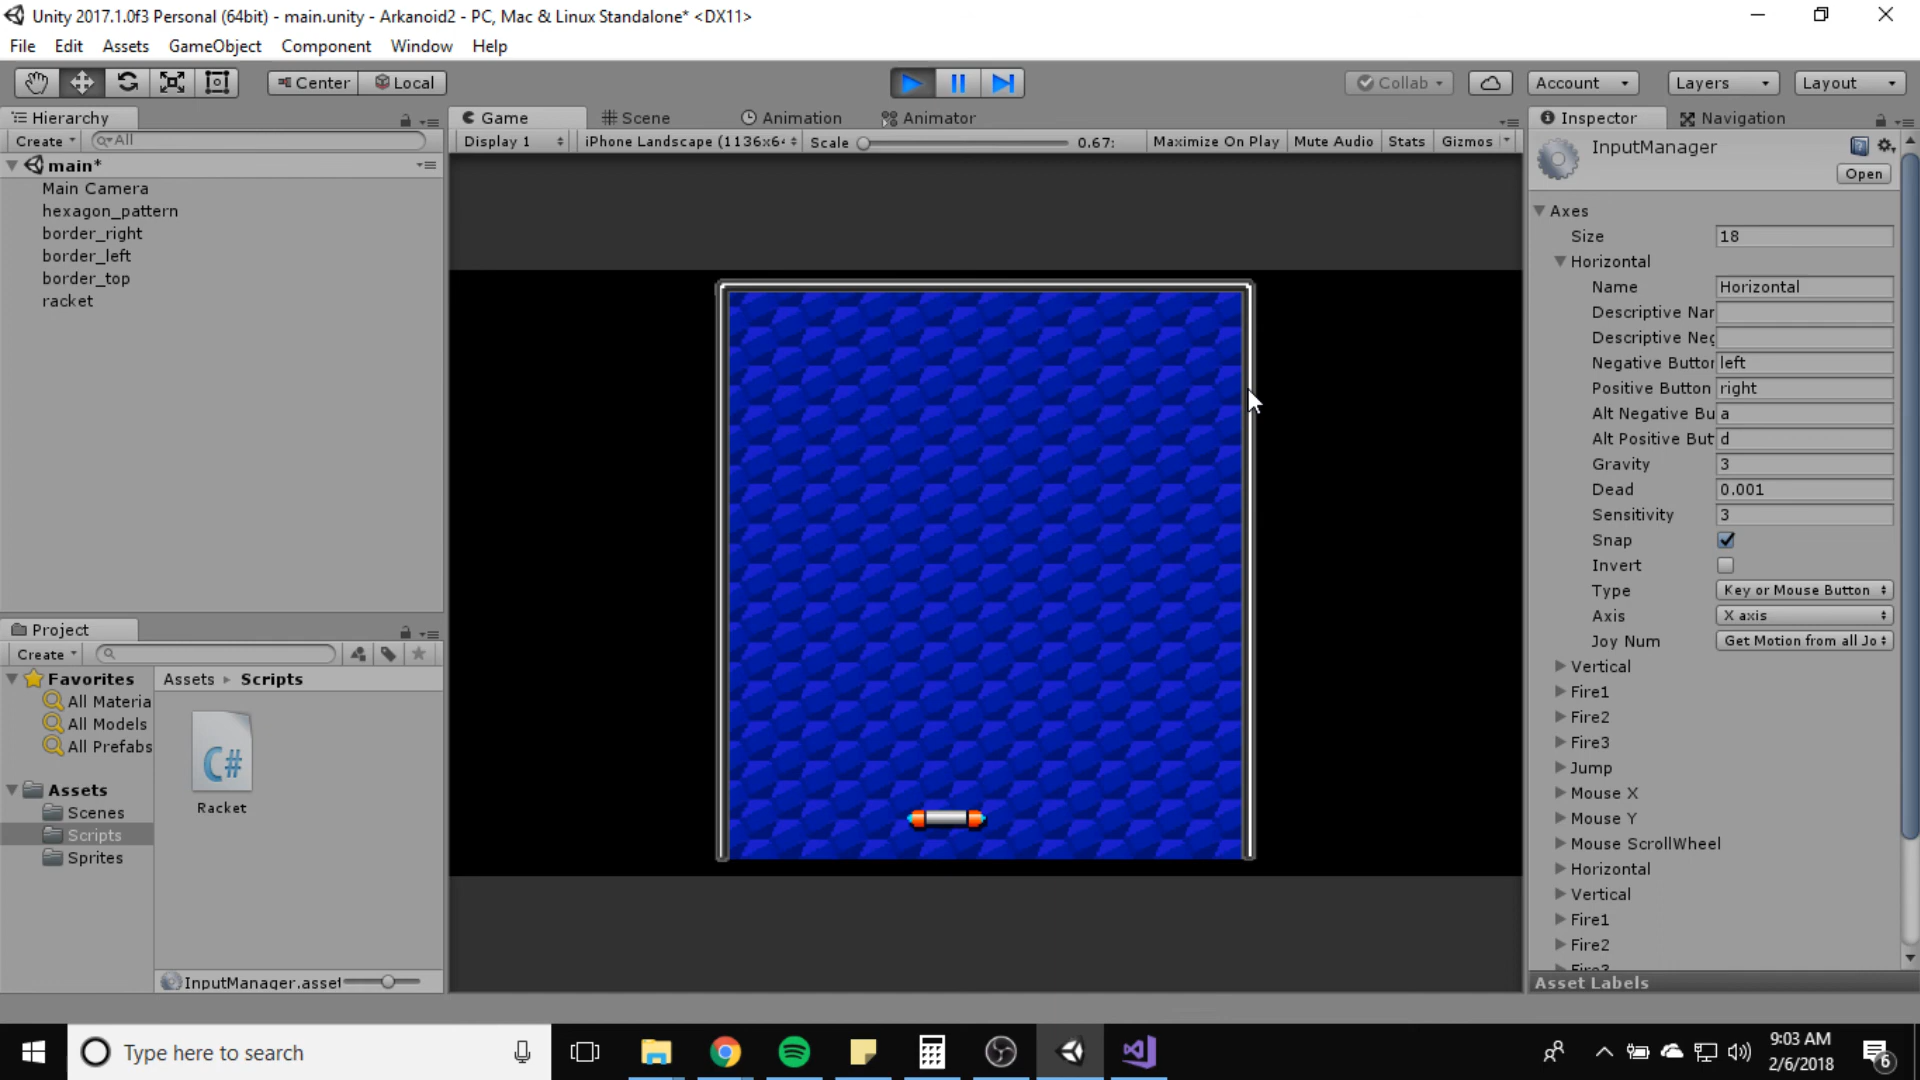 Unity 2017.1.0f3 Personal (64bit) - main.unity - Arkanoid2 - PC, Mac & Linux Standalone* <DX11>
File Edit Assets GameObject Component Window Help
Center Local Collab Account Layers Layout
Hierarchy
Create All
main*
Main Camera
hexagon_pattern
border_right
border_left
border_top
racket
Game Scene Animation Animator
Display 1 iPhone Landscape (1136x6 Scale 0.67: Maximize On Play Mute Audio Stats Gizmos
Project
Create
Favorites
All Materia
All Models
All Prefabs
Assets
Scenes
Scripts
Sprites
Assets Scripts
C#
Racket
InputManager.asset
Inspector Navigation
InputManager
Open
Axes
Size 18
Horizontal
Name Horizontal
Descriptive Nar
Descriptive Neg
Negative Button left
Positive Button right
Alt Negative Bu a
Alt Positive But d
Gravity 3
Dead 0.001
Sensitivity 3
Snap
Invert
Type Key or Mouse Button
Axis X axis
Joy Num Get Motion from all Jo
Vertical
Fire1
Fire2
Fire3
Jump
Mouse X
Mouse Y
Mouse ScrollWheel
Horizontal
Vertical
Fire1
Fire2
Fire3
Asset Labels
Type here to search
9:03 AM
2/6/2018
6